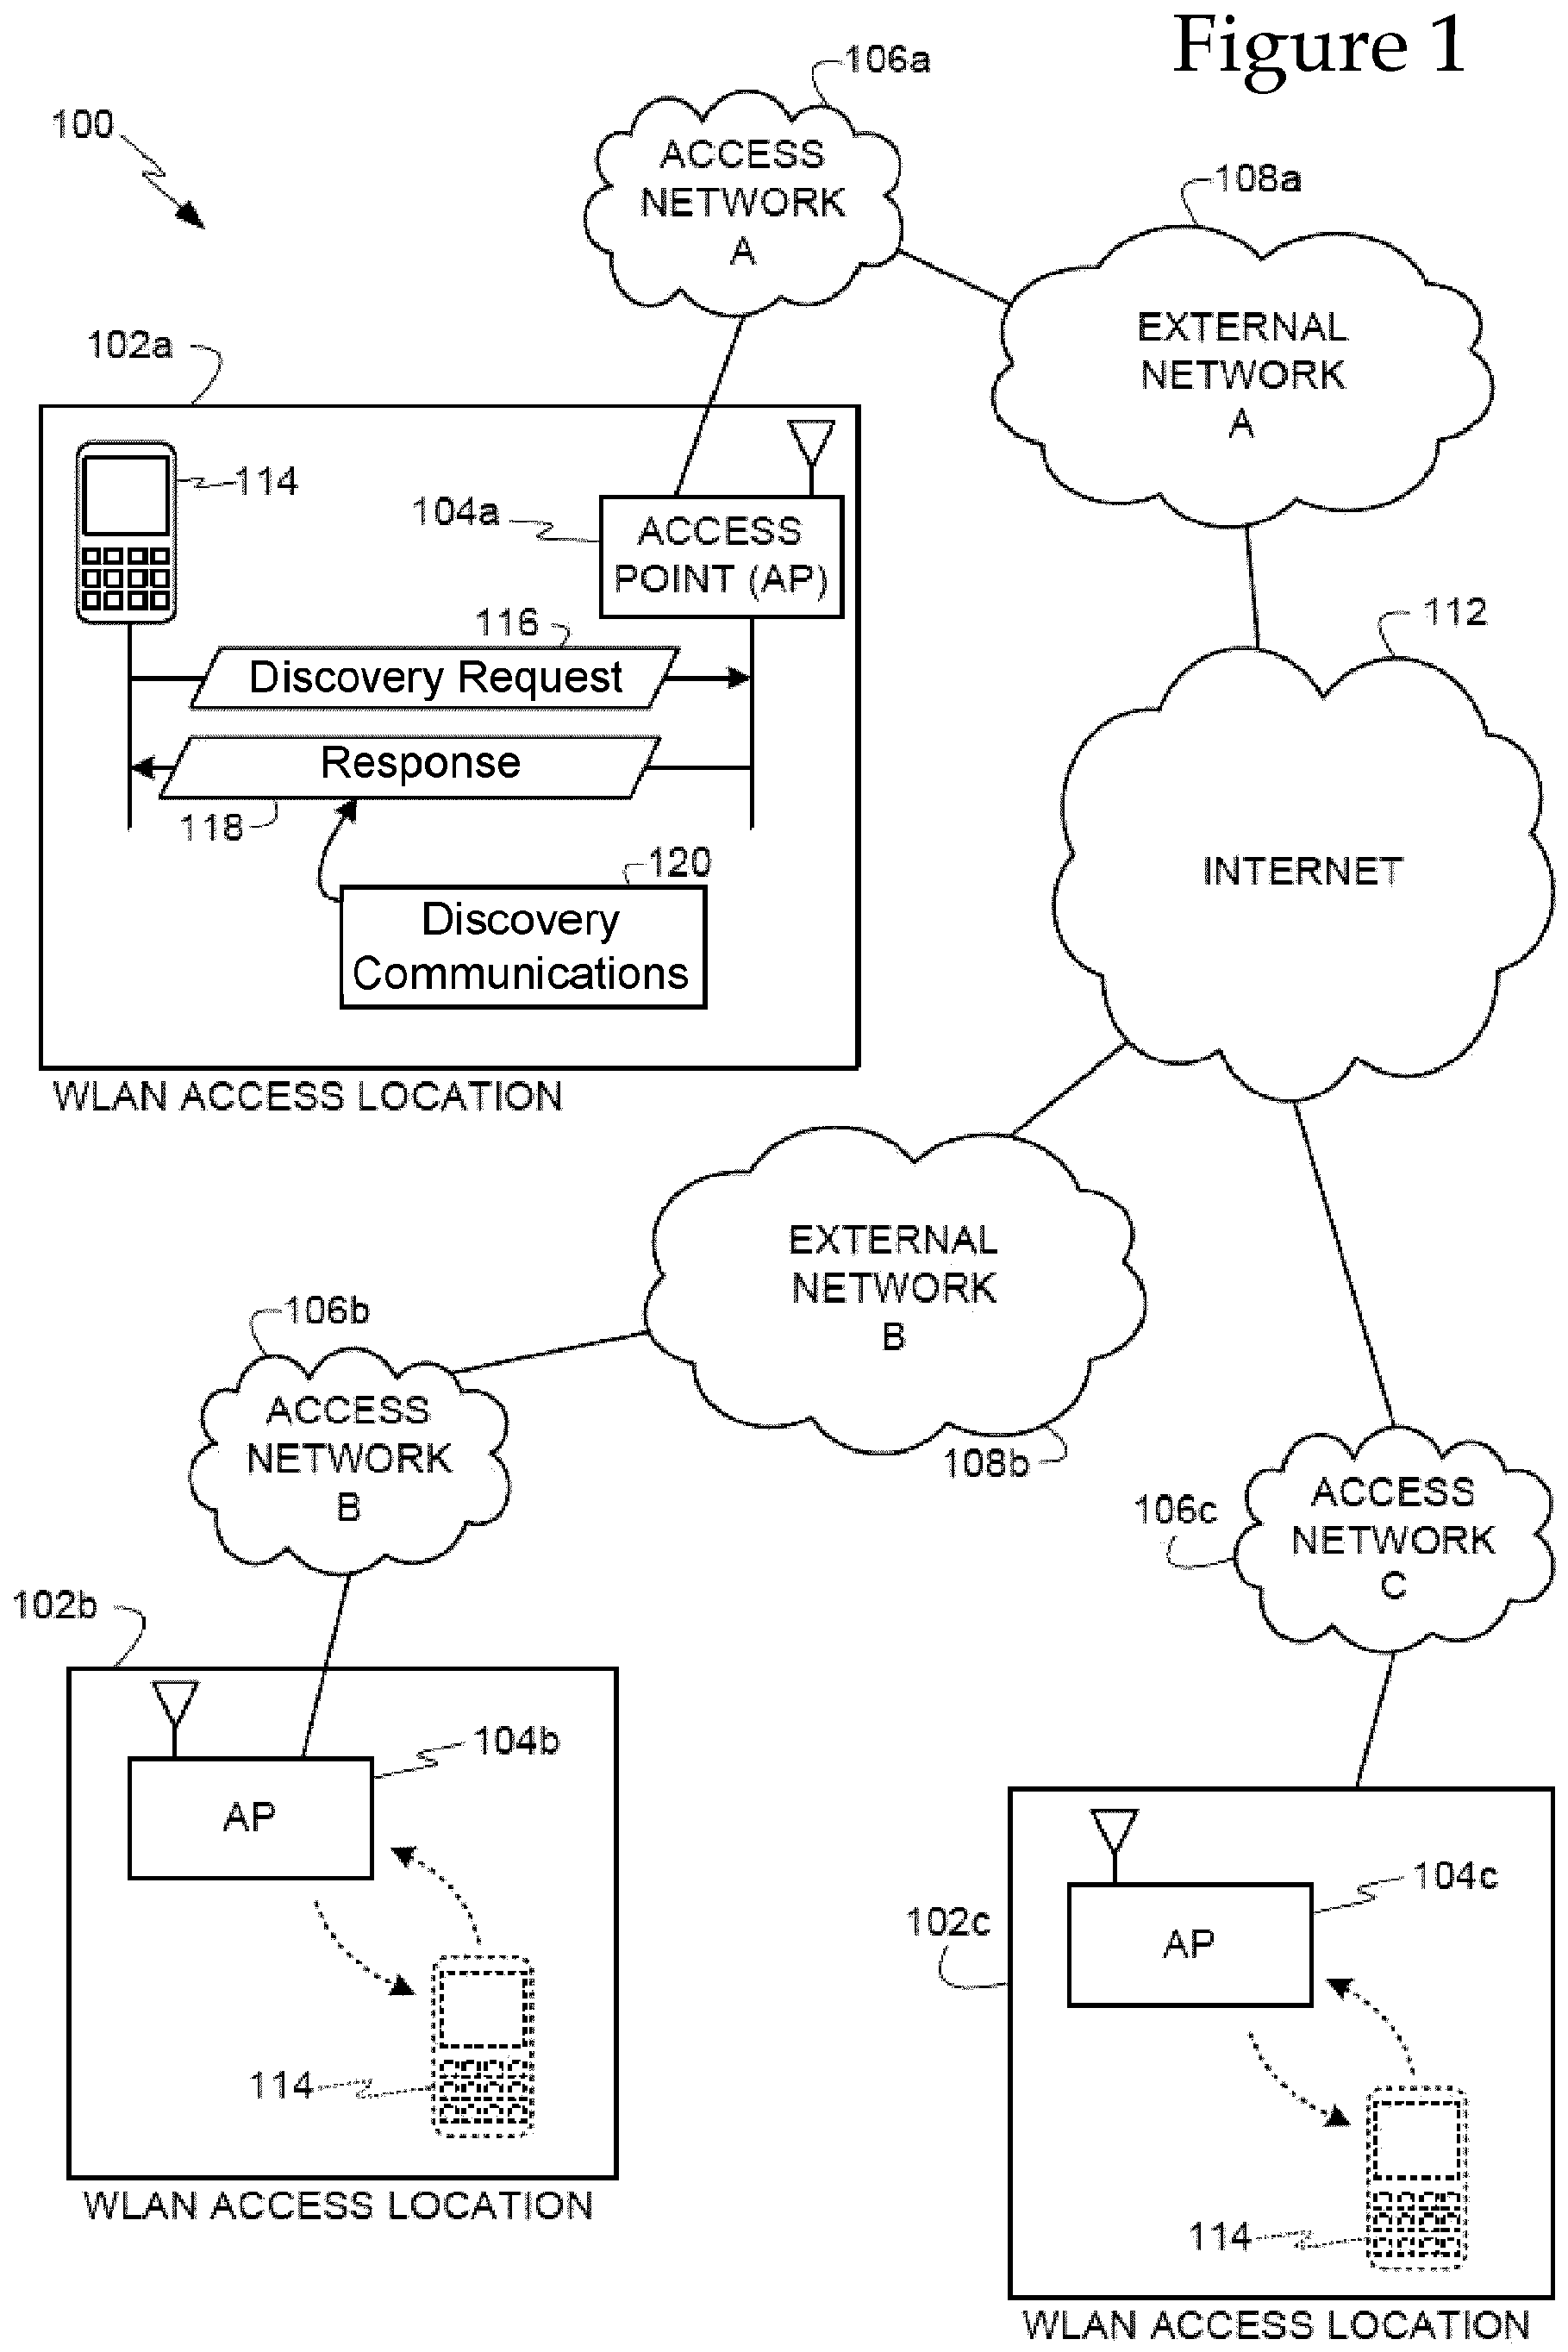 Figure 1
106a
100
ACCESS
NETWORK
A
108a
EXTERNAL
NETWORK
A
102a
114
104a
ACCESS
POINT (AP)
116
Discovery Request
Response
118
120
Discovery
Communications
WLAN ACCESS LOCATION
112
INTERNET
EXTERNAL
NETWORK
B
108b
106b
ACCESS
NETWORK
B
106c
ACCESS
NETWORK
C
102b
104b
AP
114
WLAN ACCESS LOCATION
102c
104c
AP
114
WLAN ACCESS LOCATION